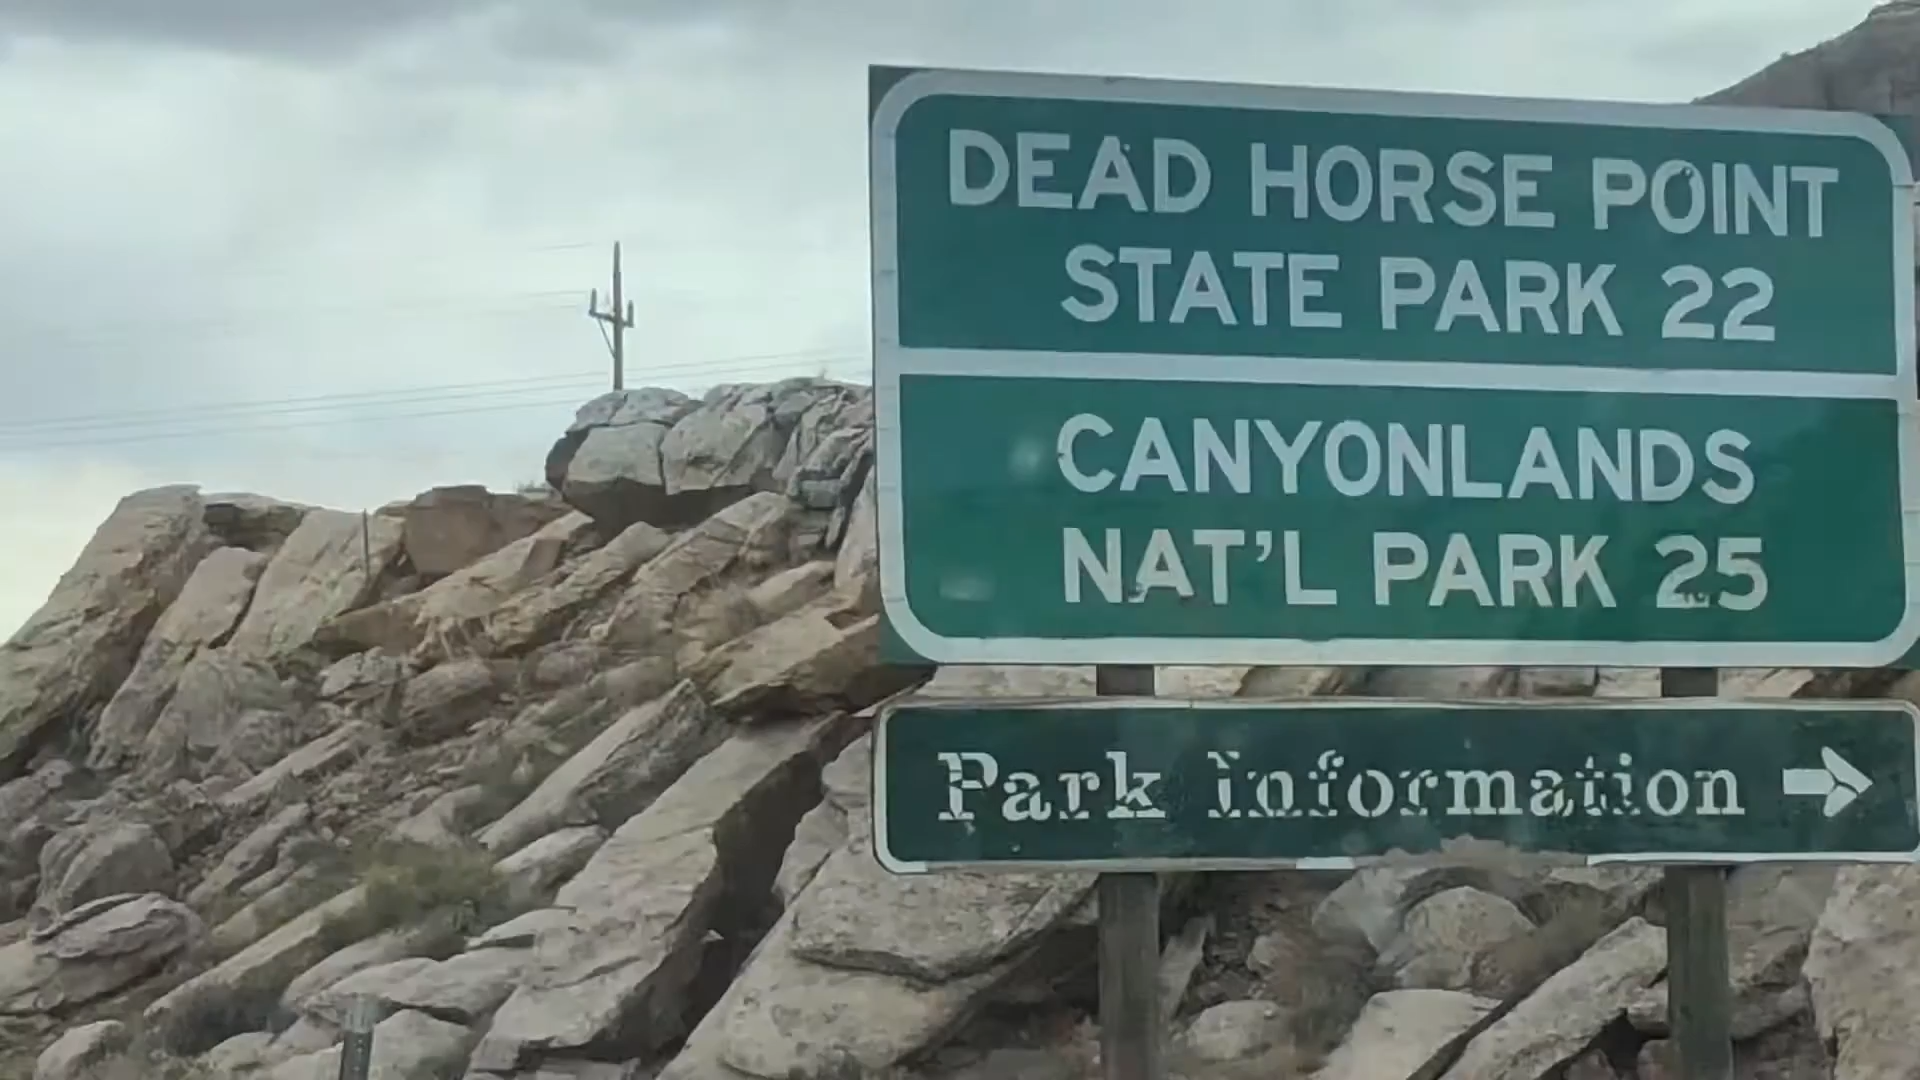 DEAD HORSE POINT
STATE PARK 22
CANYONLANDS
NAT'L PARK 25
Park Information